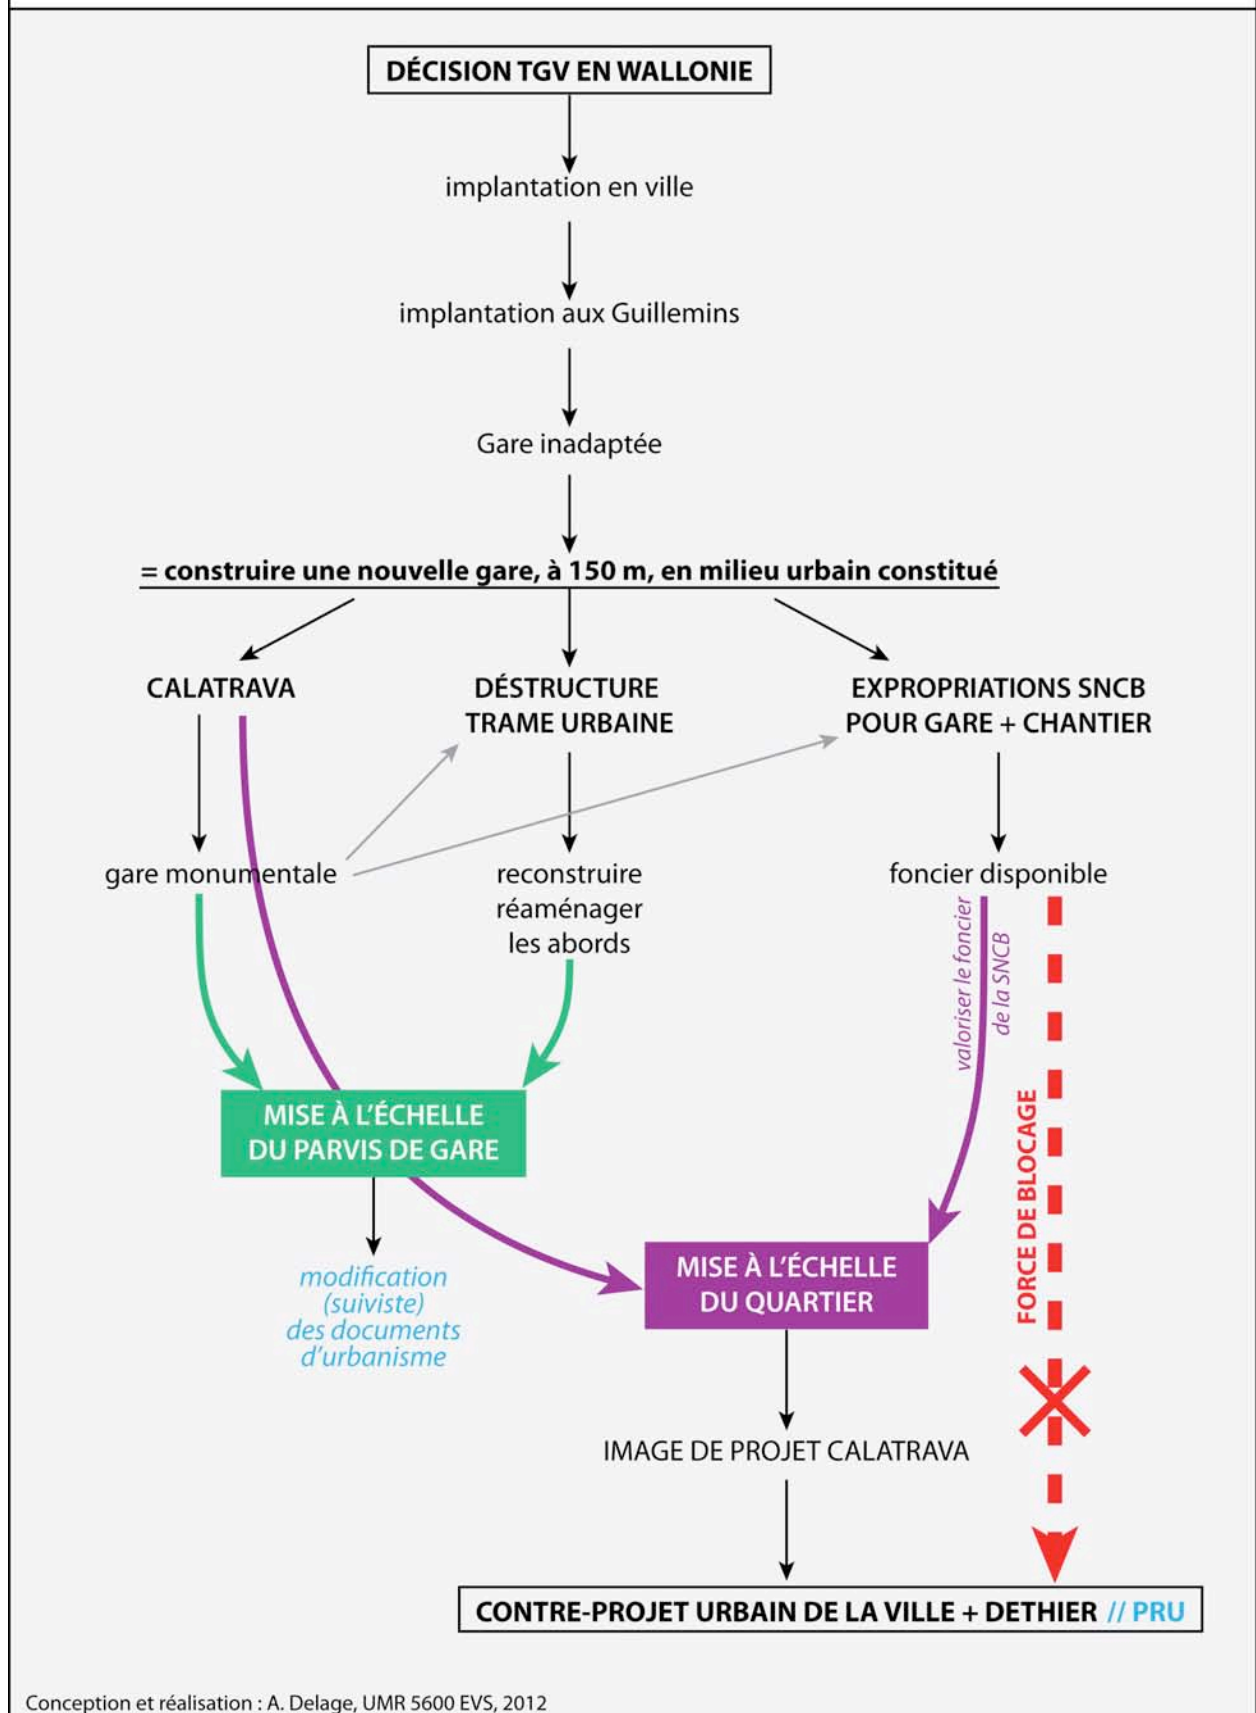 DÉCISION TGV EN WALLONIE
implantation en ville
implantation aux Guillemins
Gare inadaptée
= construire une nouvelle gare, à 150 m, en milieu urbain constitué
CALATRAVA
DÉSTRUCTURE
TRAME URBAINE
EXPROPRIATIONS SNCB
POUR GARE + CHANTIER
gare monumentale
reconstruire
réaménager
les abords
foncier disponible
valoriser le foncier
de la SNCB
FORCE DE BLOCAGE
MISE À L'ÉCHELLE
DU PARVIS DE GARE
modification
(suiviste)
des documents
d'urbanisme
MISE À L'ÉCHELLE
DU QUARTIER
IMAGE DE PROJET CALATRAVA
CONTRE-PROJET URBAIN DE LA VILLE + DETHIER // PRU
Conception et réalisation : A. Delage, UMR 5600 EVS, 2012